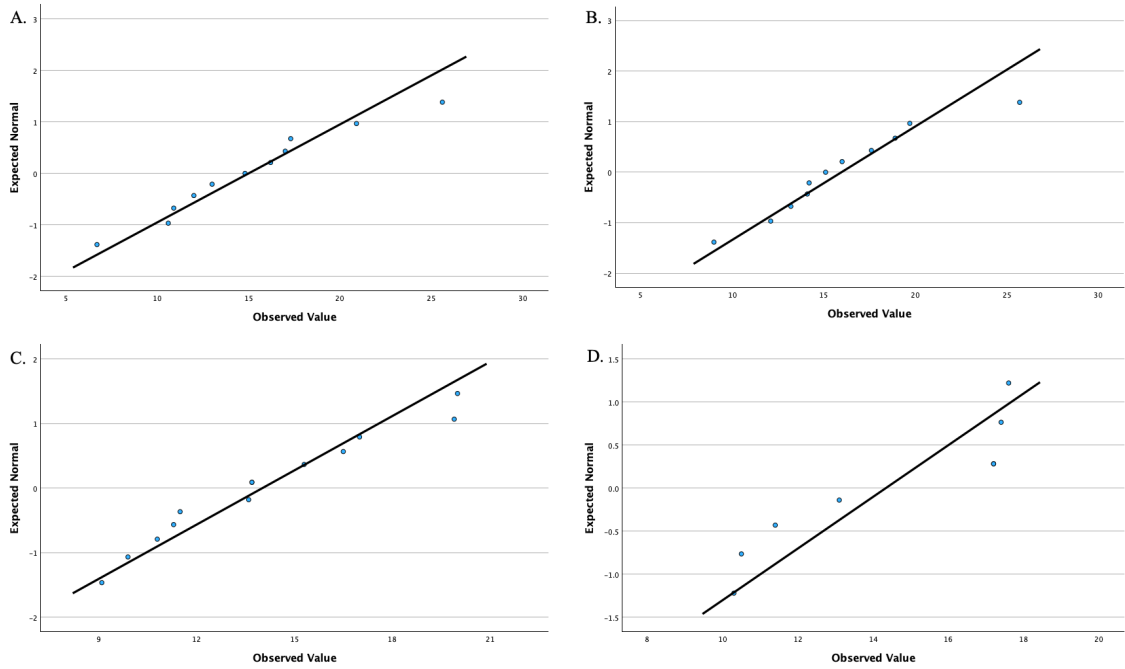 A.
3
2
1
0
−1
−2
Expected Normal
5 10 15 20 25 30
Observed Value
B.
3
2
1
0
−1
−2
Expected Normal
5 10 15 20 25 30
Observed Value
C.
2
1
0
−1
−2
Expected Normal
9 12 15 18 21
Observed Value
D.
1.5
1.0
0.5
0.0
−0.5
−1.0
−1.5
Expected Normal
8 10 12 14 16 18 20
Observed Value